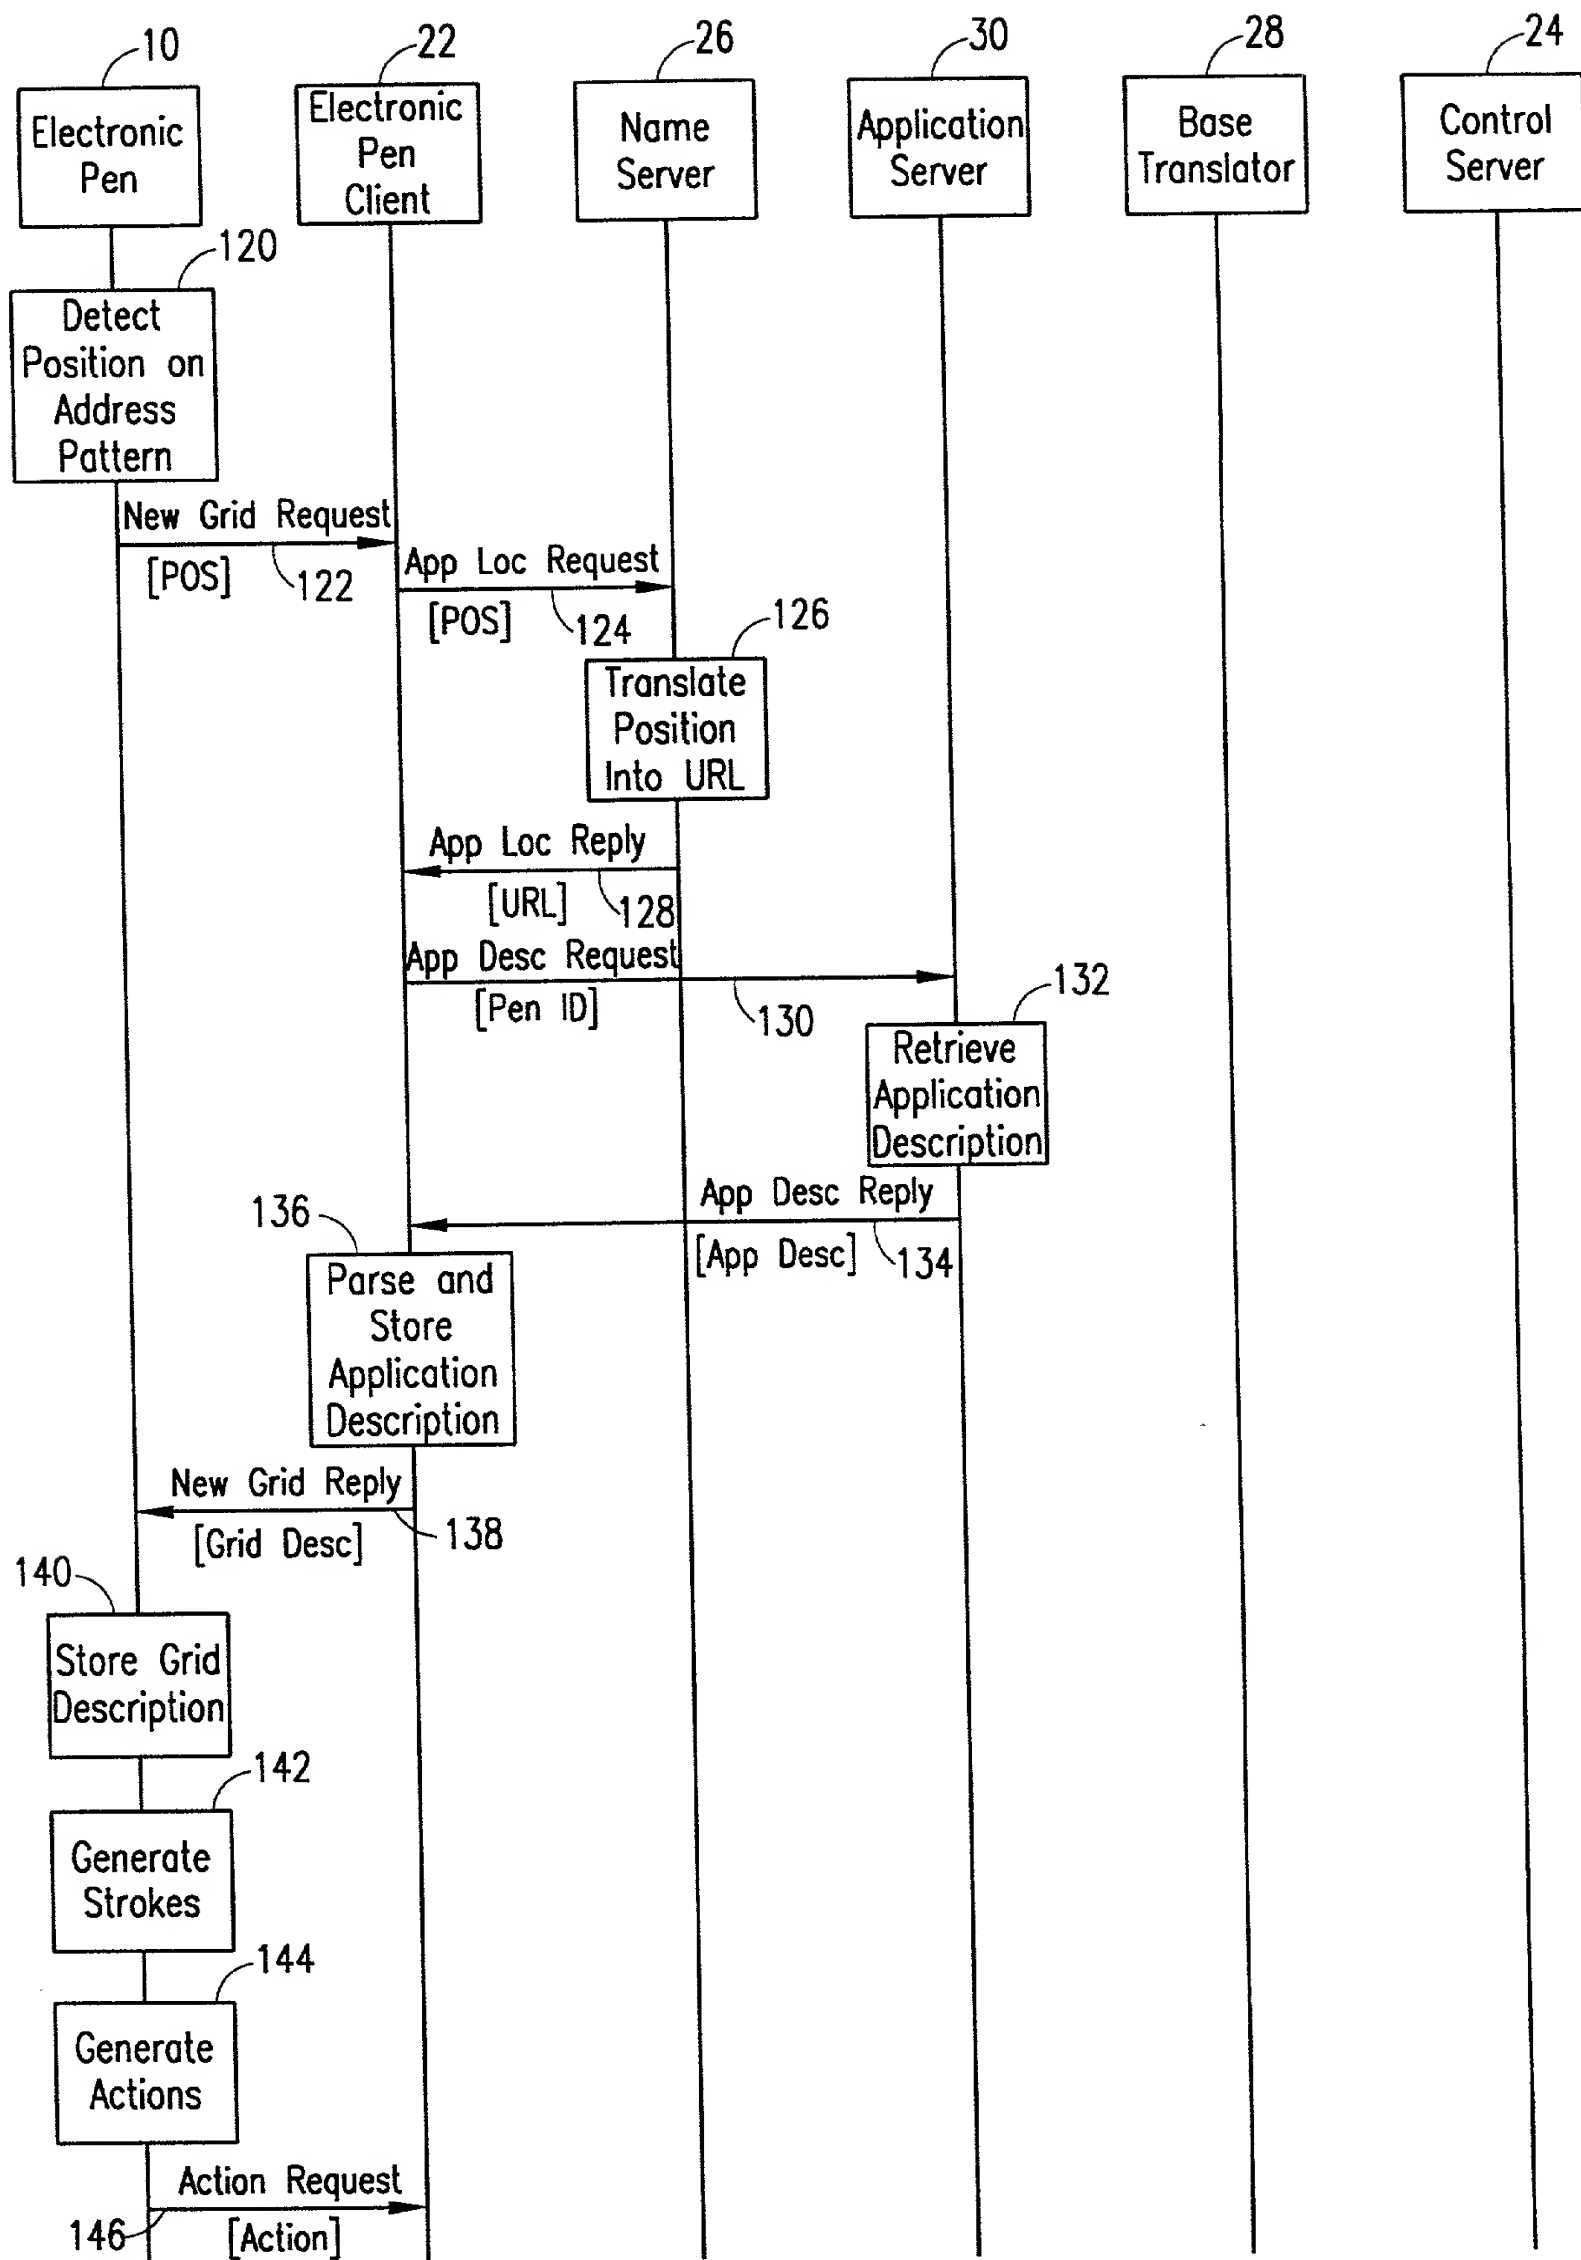 10
22
26
30
28
24
Electronic
Pen
Electronic
Pen
Client
Name
Server
Application
Server
Base
Translator
Control
Server
120
Detect
Position on
Address
Pattern
New Grid Request
[POS]
122
App Loc Request
[POS]
124
126
Translate
Position
Into URL
App Loc Reply
[URL]
128
App Desc Request
[Pen ID]
130
132
Retrieve
Application
Description
App Desc Reply
[App Desc]
134
136
Parse and
Store
Application
Description
New Grid Reply
[Grid Desc]
138
140
Store Grid
Description
142
Generate
Strokes
144
Generate
Actions
Action Request
146
[Action]